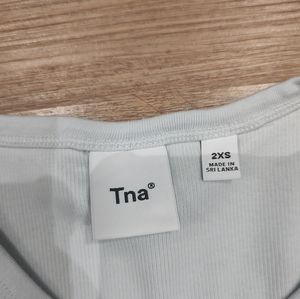 Tna®
2XS
MADE IN
SRI LANKA